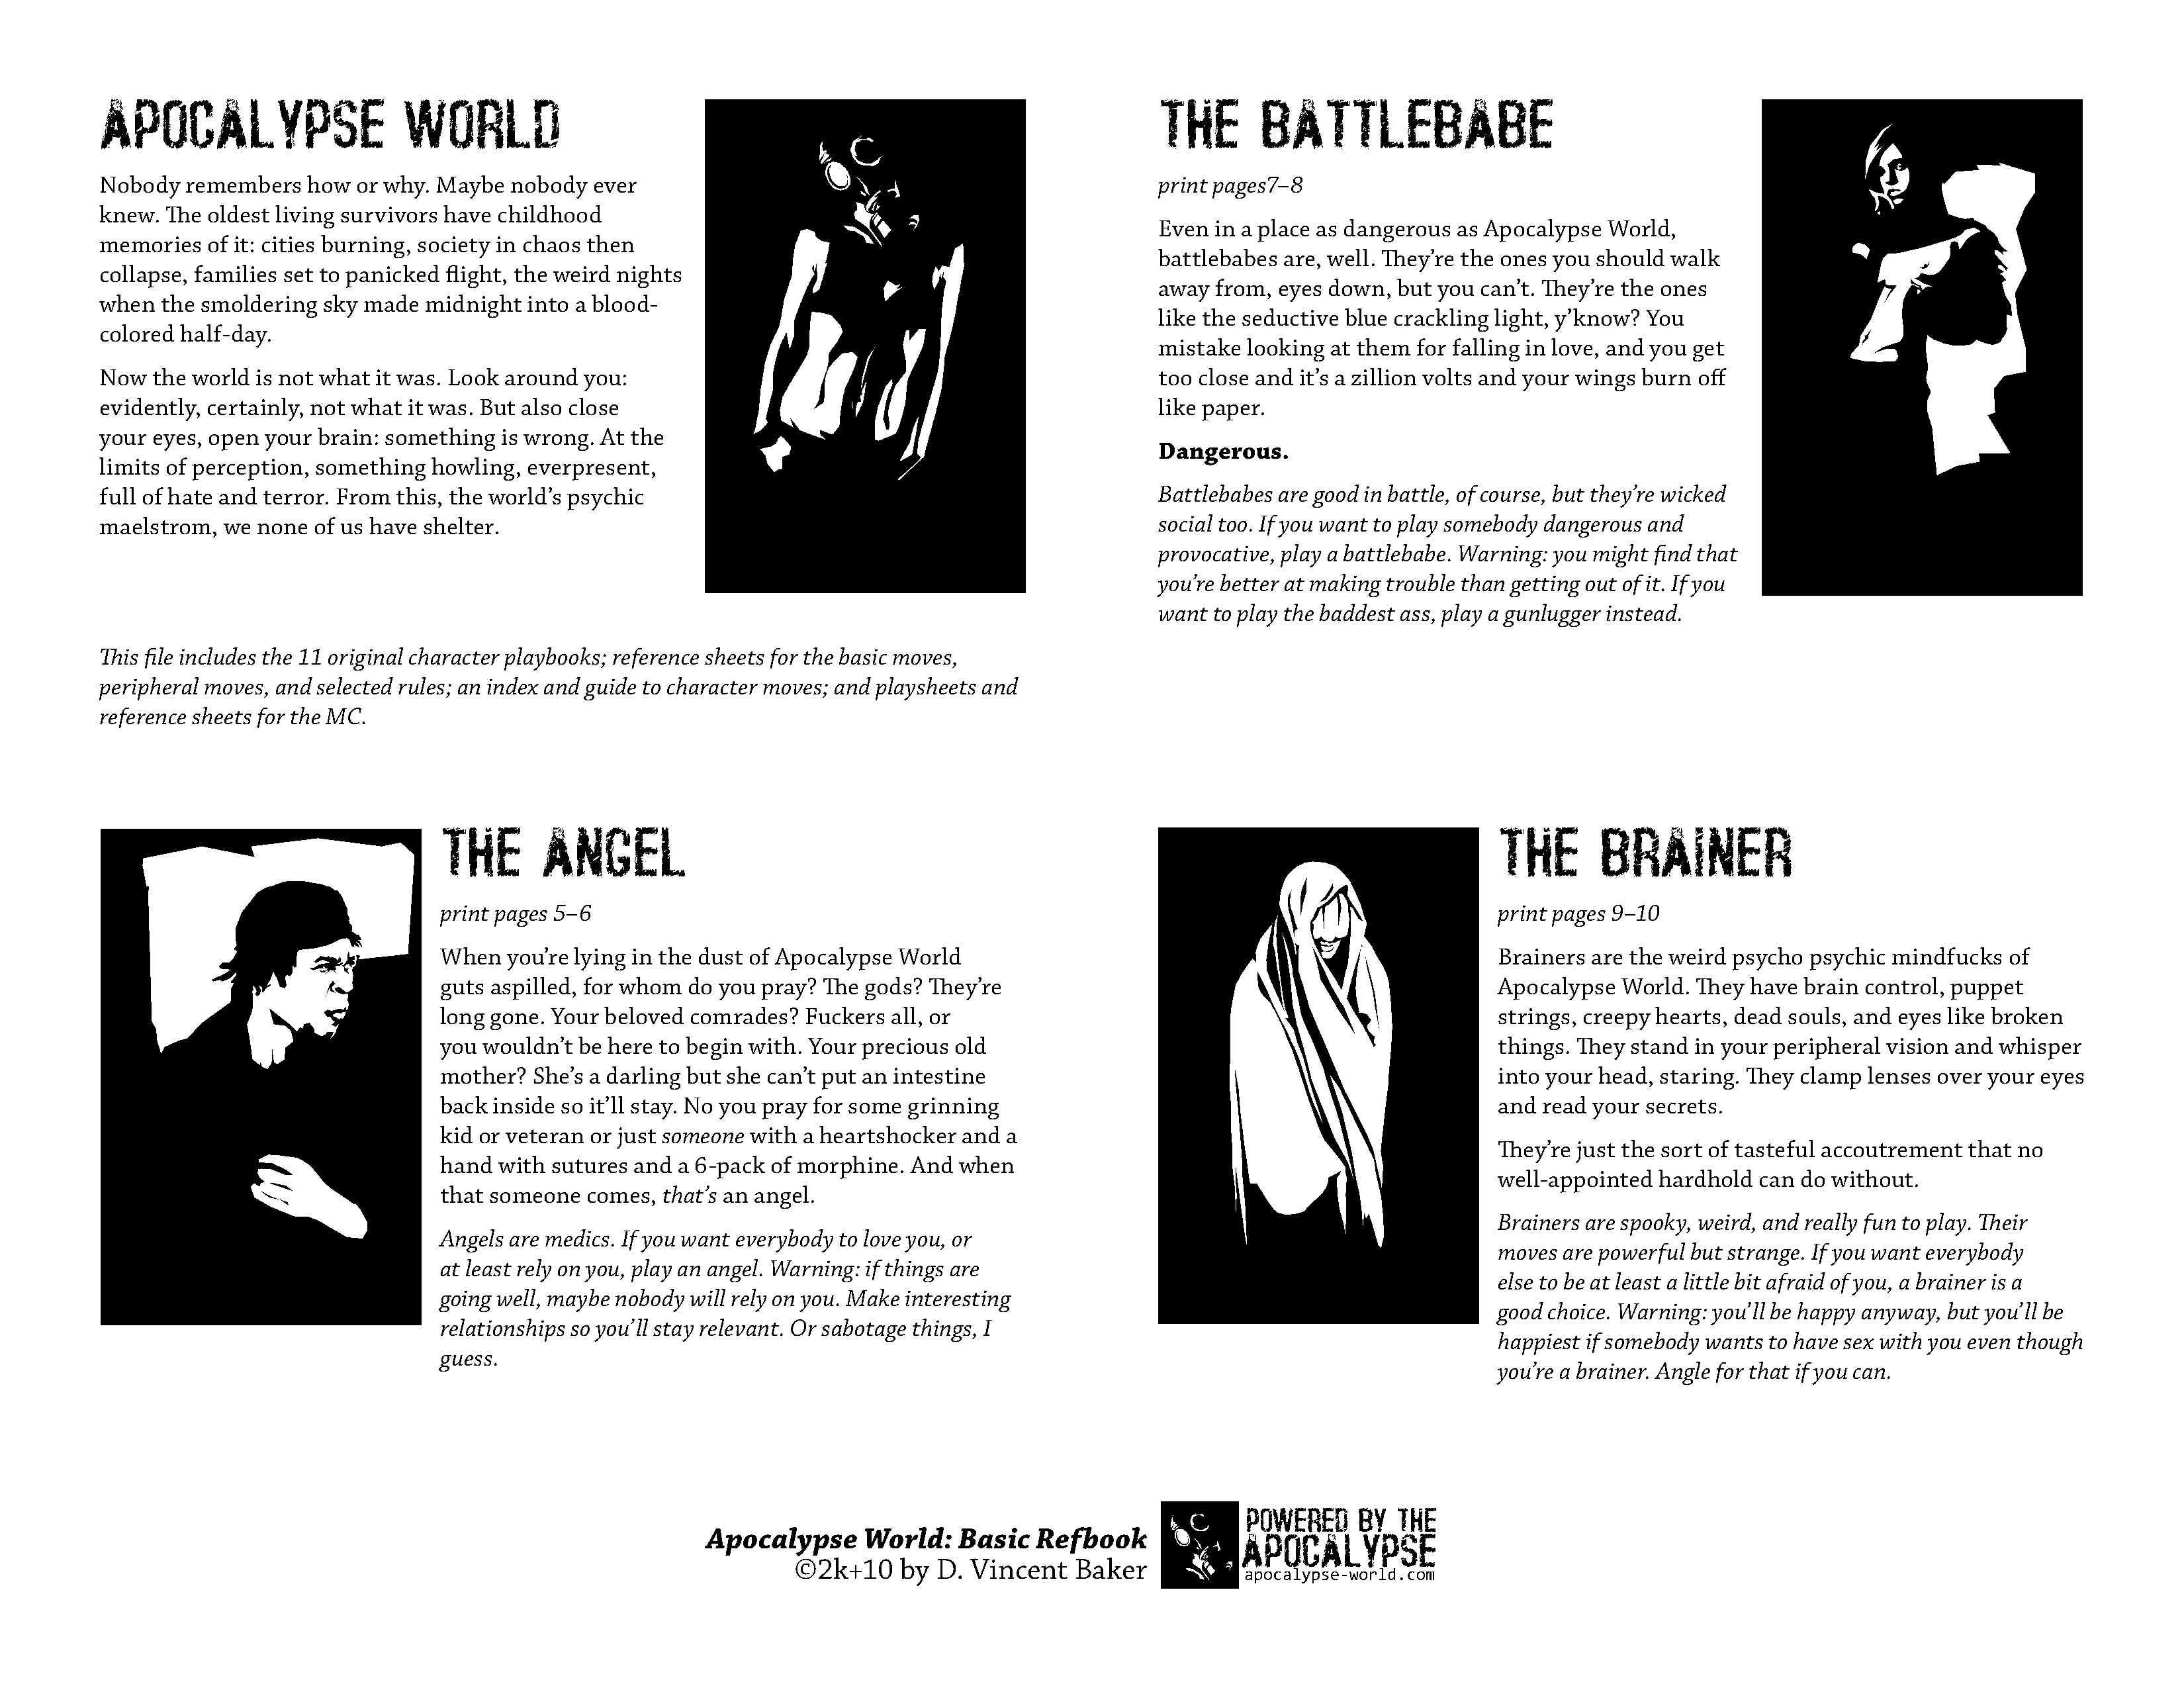 APOCALYPSE WORLD
Nobody remembers how or why. Maybe nobody ever
knew. The oldest living survivors have childhood
memories of it: cities burning, society in chaos then
collapse, families set to panicked flight, the weird nights
when the smoldering sky made midnight into a blood-
colored half-day.
Now the world is not what it was. Look around you:
evidently, certainly, not what it was. But also close
your eyes, open your brain: something is wrong. At the
limits of perception, something howling, everpresent,
full of hate and terror. From this, the world’s psychic
maelstrom, we none of us have shelter.
This file includes the 11 original character playbooks; reference sheets for the basic moves,
peripheral moves, and selected rules; an index and guide to character moves; and playsheets and
reference sheets for the MC.
THE BATTLEBABE
print pages7–8
Even in a place as dangerous as Apocalypse World,
battlebabes are, well. They’re the ones you should walk
away from, eyes down, but you can’t. They’re the ones
like the seductive blue crackling light, y’know? You
mistake looking at them for falling in love, and you get
too close and it’s a zillion volts and your wings burn off
like paper.
Dangerous.
Battlebabes are good in battle, of course, but they’re wicked
social too. If you want to play somebody dangerous and
provocative, play a battlebabe. Warning: you might find that
you’re better at making trouble than getting out of it. If you
want to play the baddest ass, play a gunlugger instead.
THE ANGEL
print pages 5–6
When you’re lying in the dust of Apocalypse World
guts aspilled, for whom do you pray? The gods? They’re
long gone. Your beloved comrades? Fuckers all, or
you wouldn’t be here to begin with. Your precious old
mother? She’s a darling but she can’t put an intestine
back inside so it’ll stay. No you pray for some grinning
kid or veteran or just someone with a heartshocker and a
hand with sutures and a 6-pack of morphine. And when
that someone comes, that’s an angel.
Angels are medics. If you want everybody to love you, or
at least rely on you, play an angel. Warning: if things are
going well, maybe nobody will rely on you. Make interesting
relationships so you’ll stay relevant. Or sabotage things, I
guess.
THE BRAINER
print pages 9–10
Brainers are the weird psycho psychic mindfucks of
Apocalypse World. They have brain control, puppet
strings, creepy hearts, dead souls, and eyes like broken
things. They stand in your peripheral vision and whisper
into your head, staring. They clamp lenses over your eyes
and read your secrets.
They’re just the sort of tasteful accoutrement that no
well-appointed hardhold can do without.
Brainers are spooky, weird, and really fun to play. Their
moves are powerful but strange. If you want everybody
else to be at least a little bit afraid of you, a brainer is a
good choice. Warning: you’ll be happy anyway, but you’ll be
happiest if somebody wants to have sex with you even though
you’re a brainer. Angle for that if you can.
Apocalypse World: Basic Refbook
©2k+10 by D. Vincent Baker
POWERED BY THE
APOCALYPSE
apocalypse-world.com